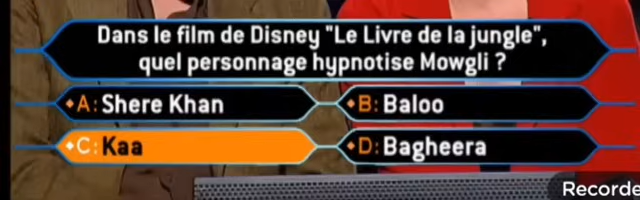 Dans le film de Disney "Le Livre de la jungle",
quel personnage hypnotise Mowgli ?
A: Shere Khan
B: Baloo
C: Kaa
D: Bagheera
Recorde